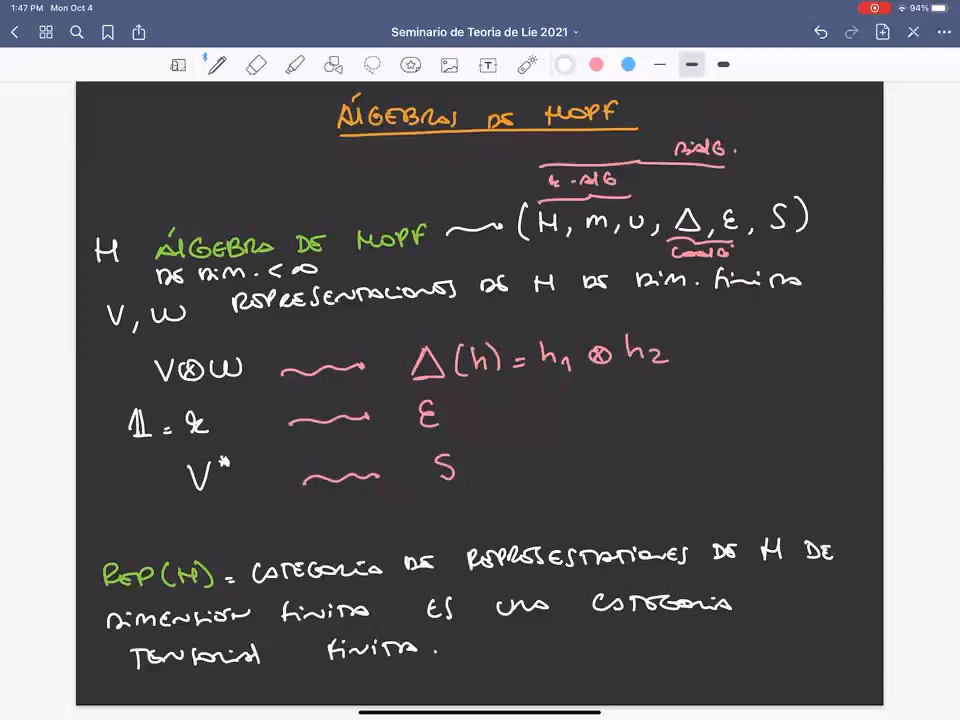 1:47 PM Mon Oct 4
94%
Seminario de Teoria de Lie 2021
ÁLGEBRAS DE HOPF
BIALG.
k-ALG
H ÁLGEBRA DE HOPF (H, m, u, Δ, ε, S)
COALG
DE DIM. < ∞
V, W REPRESENTACIONES DE H DE DIM. FINITA
V⊗W Δ(h) = h₁ ⊗ h₂
𝟙 = k ε
V* S
REP(H) = CATEGORÍA DE REPRESENTATIONES DE H DE
DIMENSIÓN FINITA ES UNA CATEGORÍA
TENSORIAL FINITA.